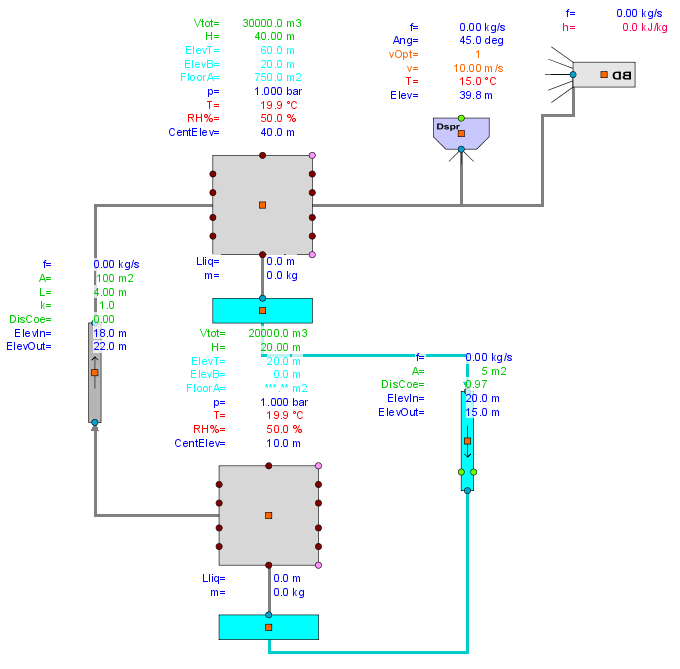 Vtot= 30000.0 m3
H= 40.00 m
ElevT= 60.0 m
ElevB= 20.0 m
FloorA= 750.0 m2
p= 1.000 bar
T= 19.9 °C
RH%= 50.0 %
CentElev= 40.0 m
f= 0.00 kg/s
Ang= 45.0 deg
vOpt= 1
v= 10.00 m/s
T= 15.0 °C
Elev= 39.8 m
f= 0.00 kg/s
h= 0.0 kJ/kg
BD
Dspr
Lliq= 0.0 m
m= 0.0 kg
f= 0.00 kg/s
A= 100 m2
L= 4.00 m
k= 1.0
DisCoe= 0.00
ElevIn= 18.0 m
ElevOut= 22.0 m
Vtot= 20000.0 m3
H= 20.00 m
ElevT= 20.0 m
ElevB= 0.0 m
FloorA= ***.** m2
p= 1.000 bar
T= 19.9 °C
RH%= 50.0 %
CentElev= 10.0 m
f= 0.00 kg/s
A= 5 m2
DisCoe= 0.97
ElevIn= 20.0 m
ElevOut= 15.0 m
Lliq= 0.0 m
m= 0.0 kg